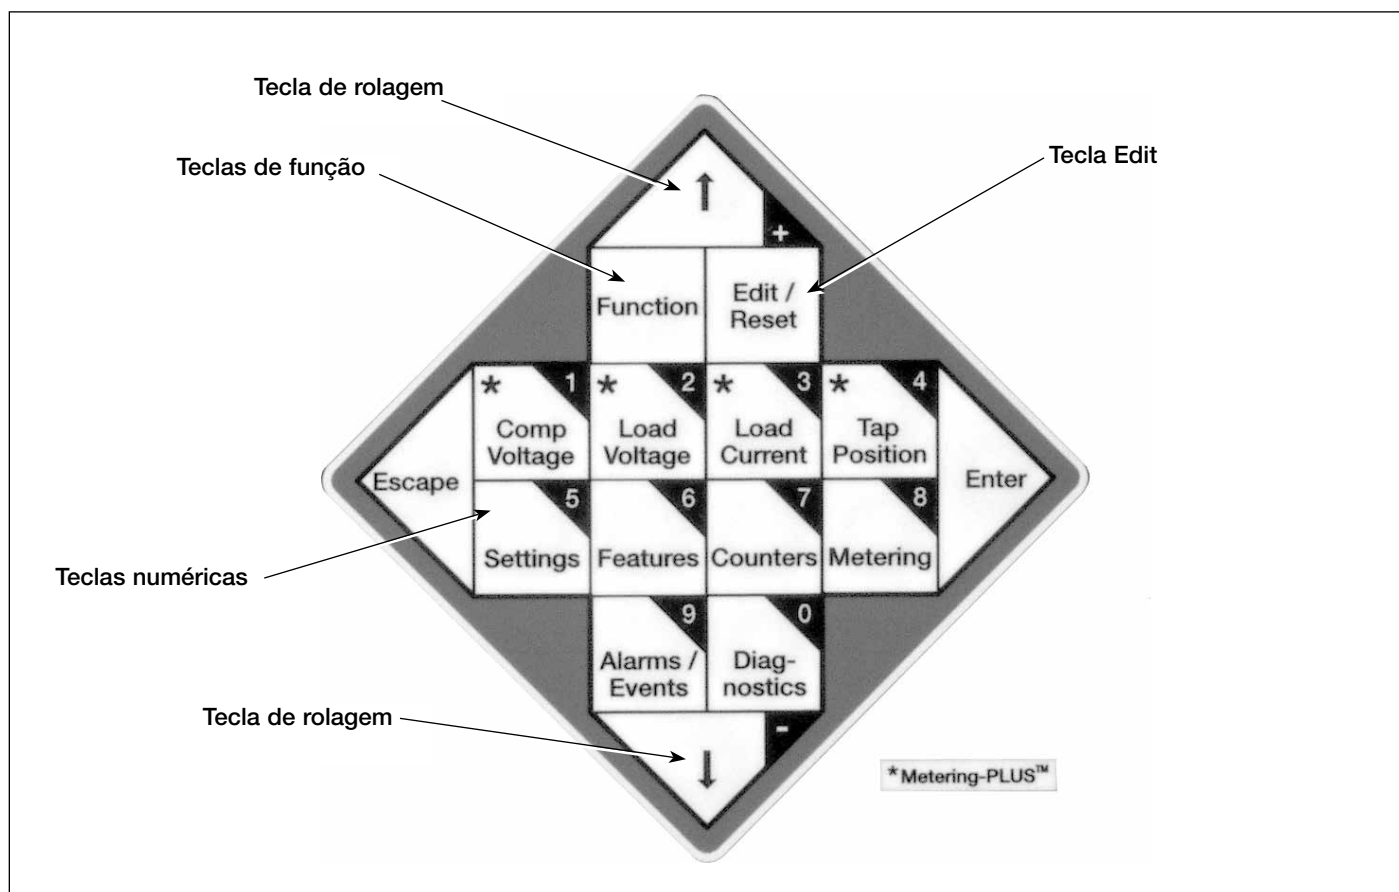 Tecla de rolagem
Teclas de função
Tecla Edit
↑
+
Function
Edit /
Reset
* 1
Comp
Voltage
* 2
Load
Voltage
* 3
Load
Current
* 4
Tap
Position
Escape
Enter
5
Settings
6
Features
7
Counters
8
Metering
Teclas numéricas
9
Alarms /
Events
0
Diag-
nostics
Tecla de rolagem
↓
-
*Metering-PLUS™